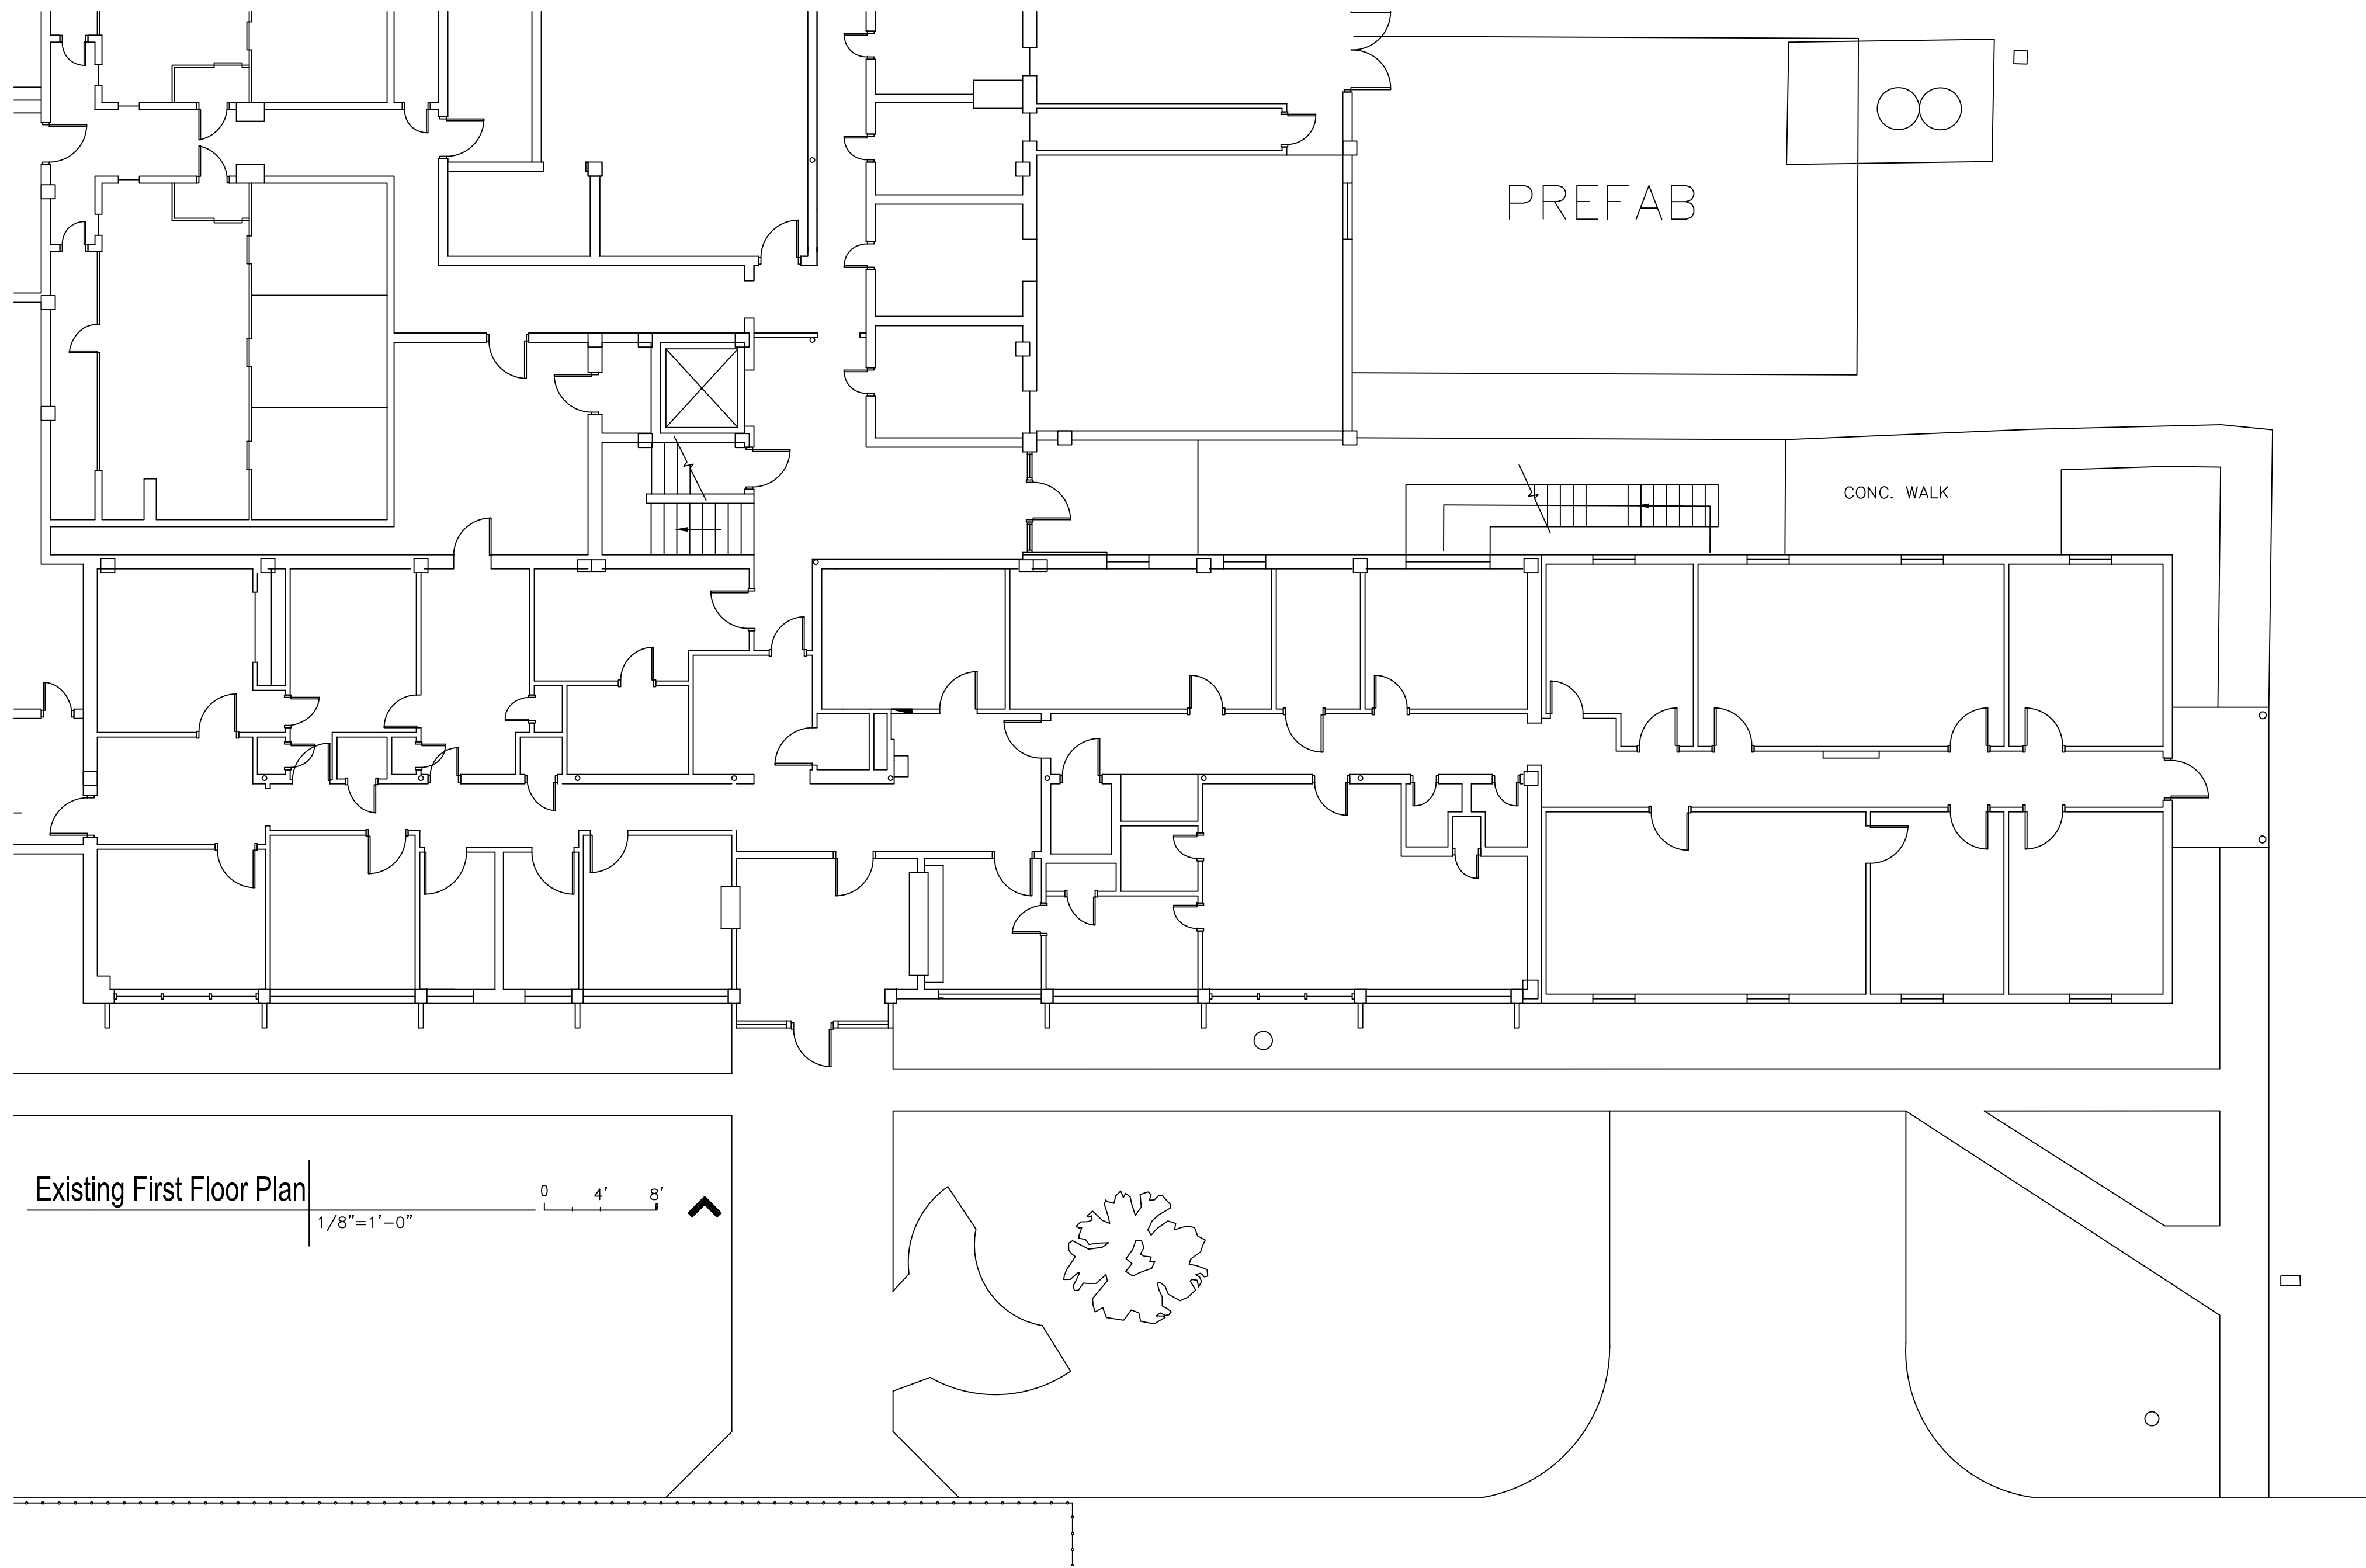 PREFAB
CONC. WALK
Existing First Floor Plan
1/8"=1'-0"
0 4' 8'